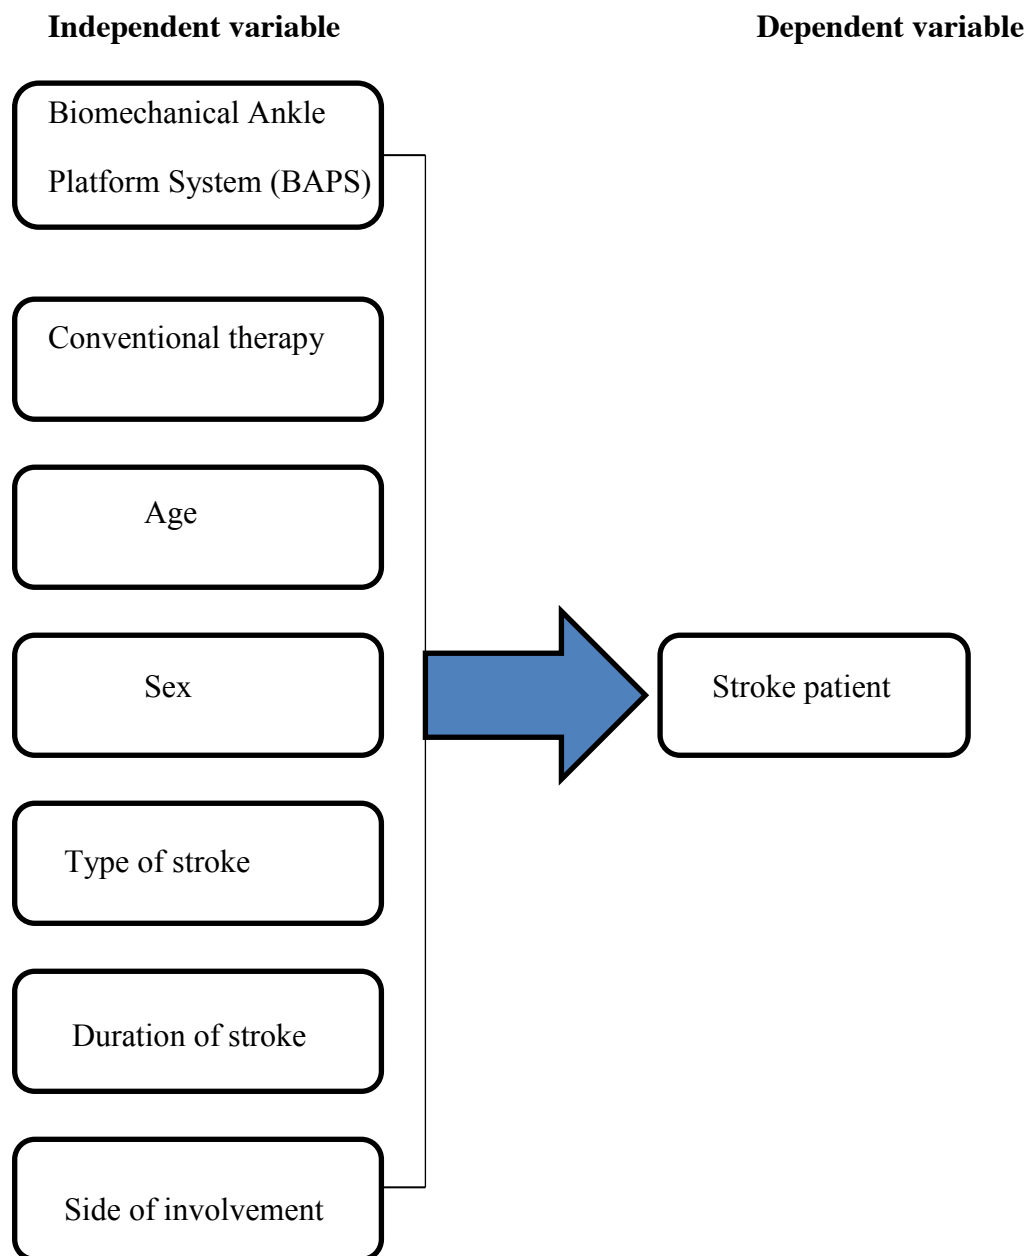 Independent variable
Dependent variable
Biomechanical Ankle
Platform System (BAPS)
Conventional therapy
Age
Sex
Stroke patient
Type of stroke
Duration of stroke
Side of involvement